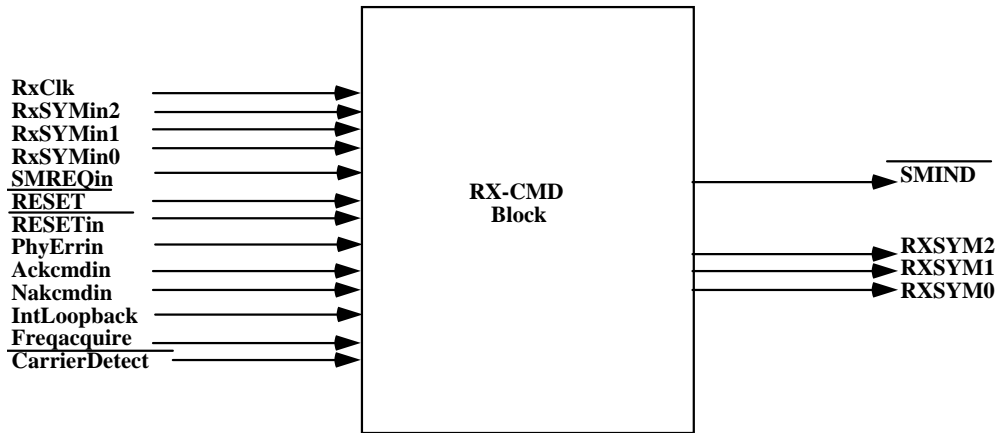 RxClk
RxSYMin2
RxSYMin1
RxSYMin0
SMREQin
RESET
RESETin
PhyErrin
Ackcmdin
Nakcmdin
IntLoopback
Freqacquire
CarrierDetect
RX-CMD
Block
SMIND
RXSYM2
RXSYM1
RXSYM0